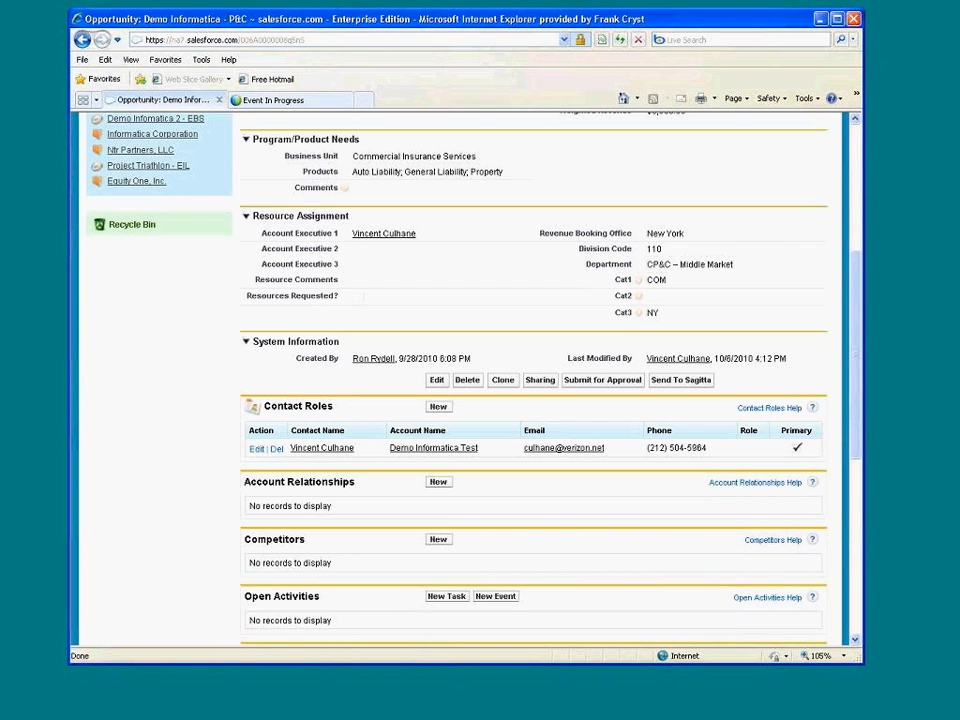 Opportunity: Demo Informatica - P&C ~ salesforce.com - Enterprise Edition - Microsoft Internet Explorer provided by Frank Cryst
https://na7.salesforce.com/
Live Search
File Edit View Favorites Tools Help
Favorites Web Slice Gallery Free Hotmail
Opportunity: Demo Infor... Event In Progress Page Safety Tools
Demo Infomatica 2 - EBS
Informatica Corporation
Ntr Partners, LLC
Project Triathlon - EIL
Equity One, Inc.
Recycle Bin
Program/Product Needs
Business Unit Commercial Insurance Services
Products Auto Liability; General Liability; Property
Comments
Resource Assignment
Account Executive 1 Vincent Culhane Revenue Booking Office New York
Account Executive 2 Division Code 110
Account Executive 3 Department CP&C – Middle Market
Resource Comments Cat1 COM
Resources Requested? Cat2
Cat3 NY
System Information
Created By Ron Rydell, 9/28/2010 6:08 PM Last Modified By Vincent Culhane, 10/6/2010 4:12 PM
Edit Delete Clone Sharing Submit for Approval Send To Sagitta
Contact Roles New Contact Roles Help ?
Action Contact Name Account Name Email Phone Role Primary
Edit | Del Vincent Culhane Demo Informatica Test culhane@verizon.net (212) 504-5964 ✓
Account Relationships New Account Relationships Help ?
No records to display
Competitors New Competitors Help ?
No records to display
Open Activities New Task New Event Open Activities Help ?
No records to display
Done Internet 105%